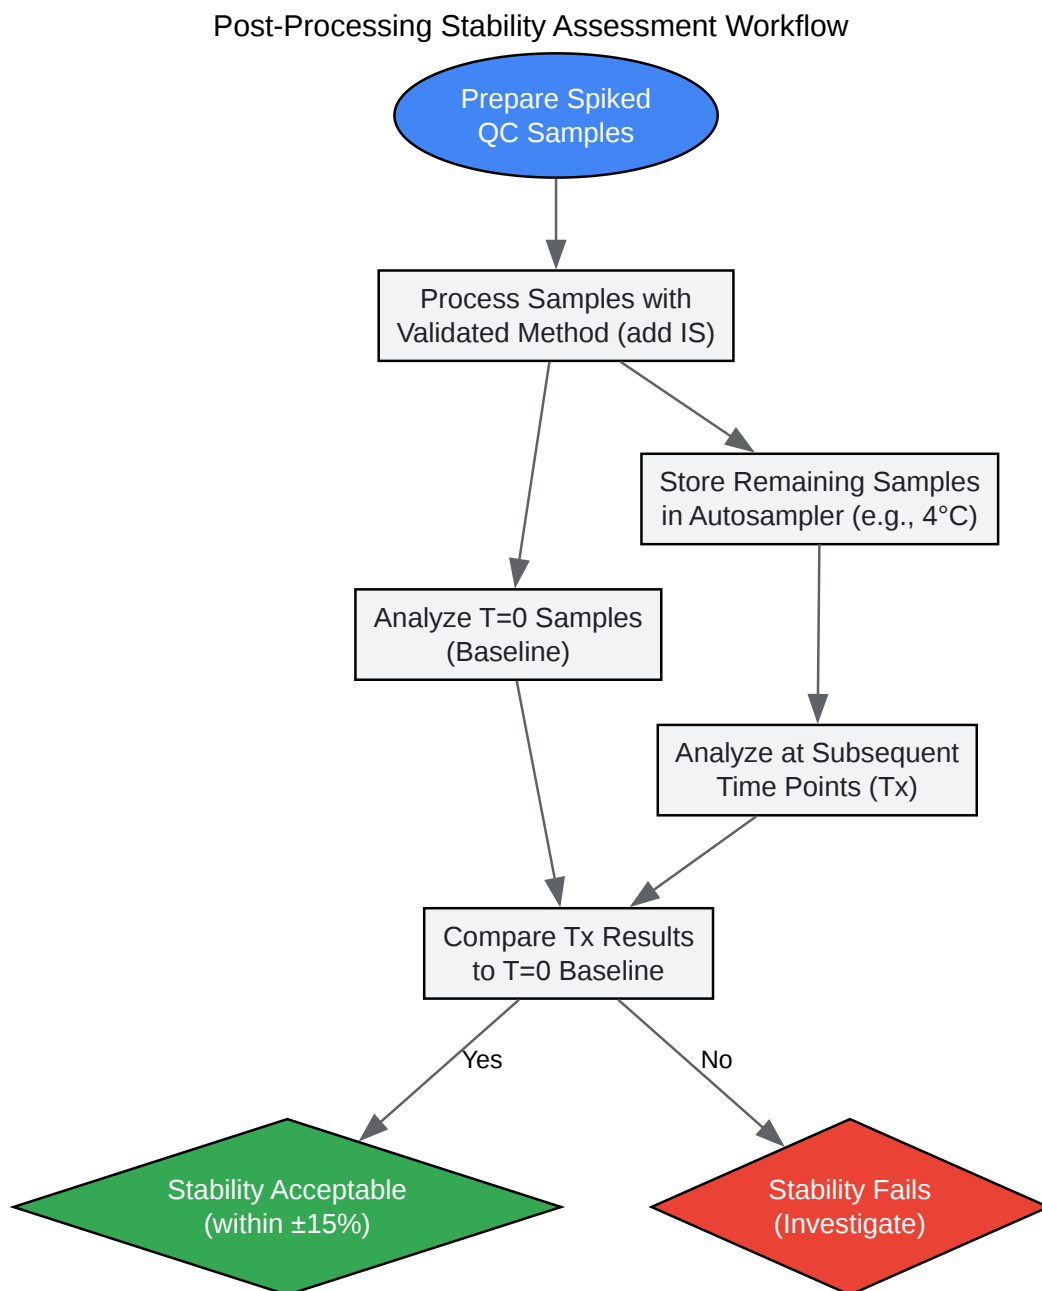 Post-Processing Stability Assessment Workflow
Prepare Spiked
QC Samples
Process Samples with
Validated Method (add IS)
Store Remaining Samples
in Autosampler (e.g., 4°C)
Analyze T=0 Samples
(Baseline)
Analyze at Subsequent
Time Points (Tx)
Compare Tx Results
to T=0 Baseline
Yes
No
Stability Acceptable
(within ±15%)
Stability Fails
(Investigate)